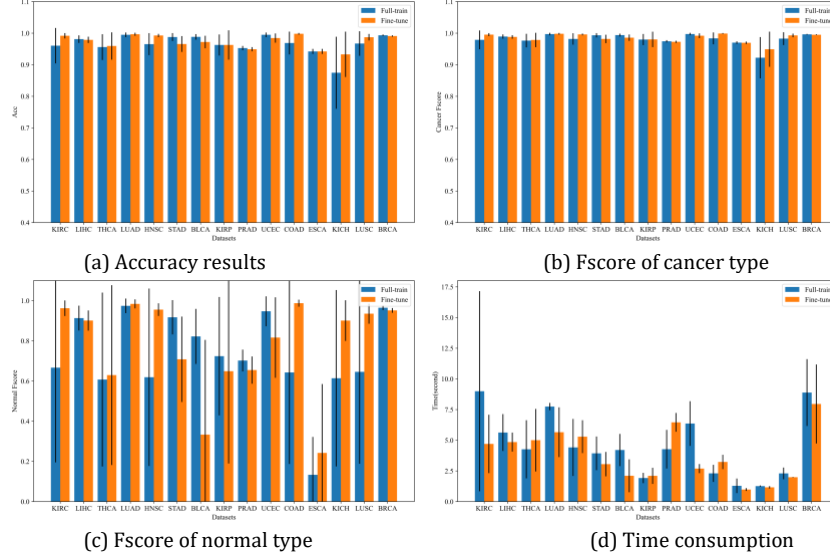 1.1
1.0
0.9
0.8
0.7
0.6
0.5
0.4
Acc
Full-train
Fine-tune
KIRC LIHC THCA LUAD HNSC STAD BLCA KIRP PRAD UCEC COAD ESCA KICH LUSC BRCA
Datasets
(a) Accuracy results
1.1
1.0
0.9
0.8
0.7
0.6
0.5
0.4
Cancer Fscore
Full-train
Fine-tune
KIRC LIHC THCA LUAD HNSC STAD BLCA KIRP PRAD UCEC COAD ESCA KICH LUSC BRCA
Datasets
(b) Fscore of cancer type
1.0
0.8
0.6
0.4
0.2
0.0
Normal Fscore
Full-train
Fine-tune
KIRC LIHC THCA LUAD HNSC STAD BLCA KIRP PRAD UCEC COAD ESCA KICH LUSC BRCA
Datasets
(c) Fscore of normal type
17.5
15.0
12.5
10.0
7.5
5.0
2.5
0.0
Time(second)
Full-train
Fine-tune
KIRC LIHC THCA LUAD HNSC STAD BLCA KIRP PRAD UCEC COAD ESCA KICH LUSC BRCA
Datasets
(d) Time consumption